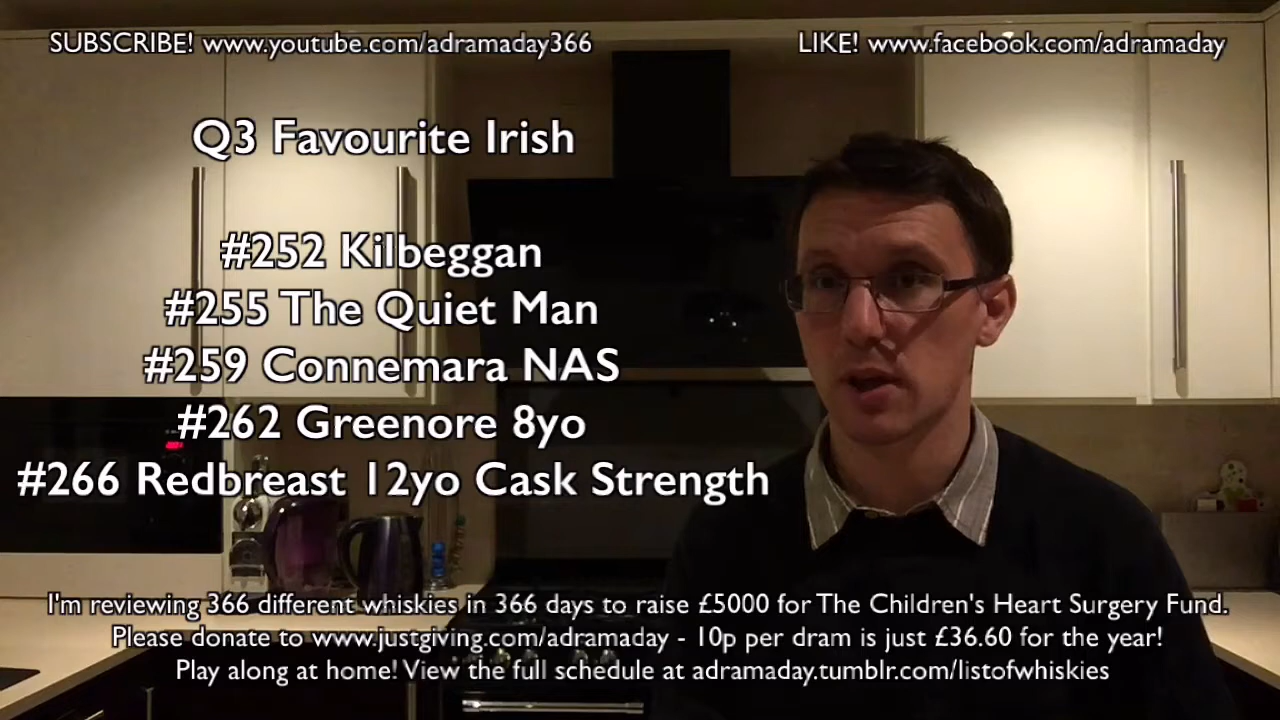 SUBSCRIBE! www.youtube.com/adramaday366
LIKE! www.facebook.com/adramaday
Q3 Favourite Irish
#252 Kilbeggan
#255 The Quiet Man
#259 Connemara NAS
#262 Greenore 8yo
#266 Redbreast 12yo Cask Strength
I'm reviewing 366 different whiskies in 366 days to raise £5000 for The Children's Heart Surgery Fund.
Please donate to www.justgiving.com/adramaday - 10p per dram is just £36.60 for the year!
Play along at home! View the full schedule at adramaday.tumblr.com/listofwhiskies